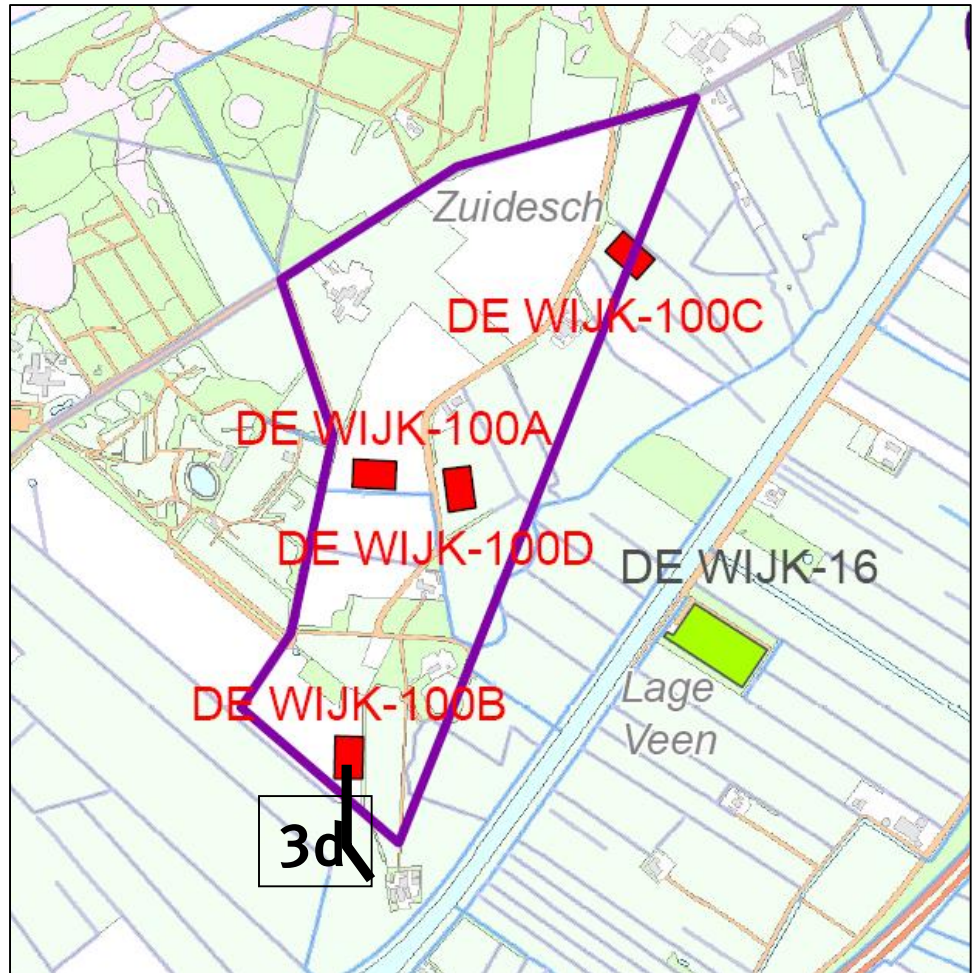 Zuidesch
DE WIJK-100C
DE WIJK-100A
DE WIJK-100D
DE WIJK-16
Lage
Veen
DE WIJK-100B
3d